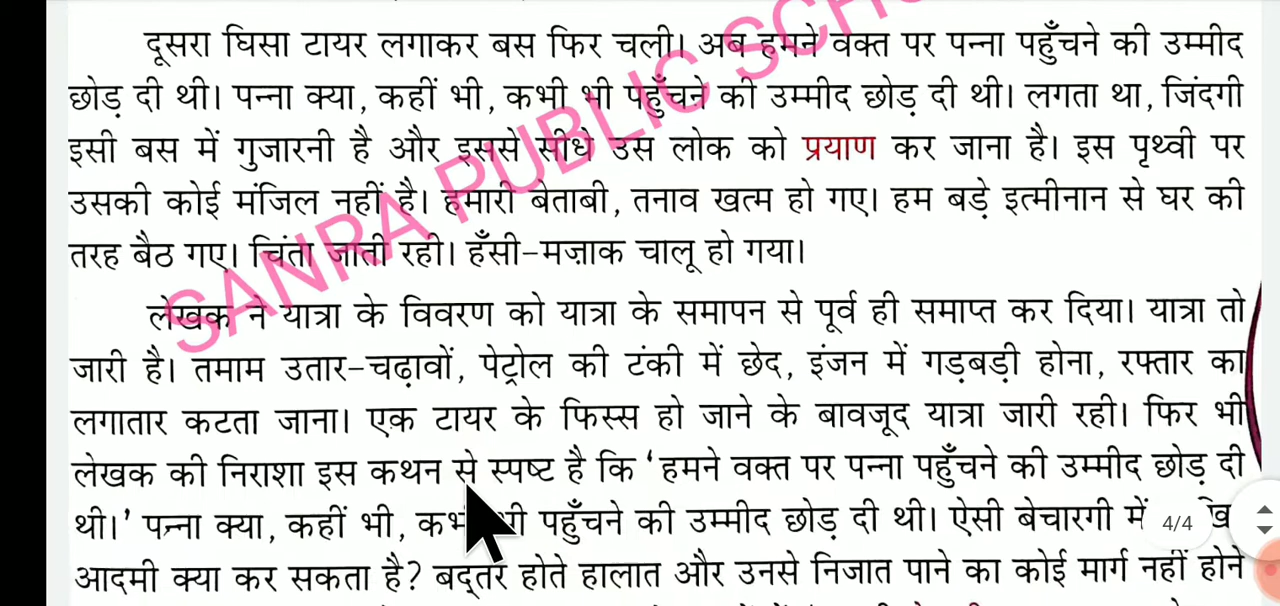 दूसरा घिसा टायर लगाकर बस फिर चली। अब हमने वक्त पर पन्ना पहुँचने की उम्मीद
छोड़ दी थी। पन्ना क्या, कहीं भी, कभी भी पहुँचने की उम्मीद छोड़ दी थी। लगता था, जिंदगी
इसी बस में गुजारनी है और इससे सीधे उस लोक को प्रयाण कर जाना है। इस पृथ्वी पर
उसकी कोई मंजिल नहीं है। हमारी बेताबी, तनाव खत्म हो गए। हम बड़े इत्मीनान से घर की
तरह बैठ गए। चिंता जाती रही। हँसी-मज़ाक चालू हो गया।
लेखक ने यात्रा के विवरण को यात्रा के समापन से पूर्व ही समाप्त कर दिया। यात्रा तो
जारी है। तमाम उतार-चढ़ावों, पेट्रोल की टंकी में छेद, इंजन में गड़बड़ी होना, रफ्तार का
लगातार कटता जाना। एक टायर के फिस्स हो जाने के बावजूद यात्रा जारी रही। फिर भी
लेखक की निराशा इस कथन से स्पष्ट है कि ‘हमने वक्त पर पन्ना पहुँचने की उम्मीद छोड़ दी
थी।’ पन्ना क्या, कहीं भी, भी पहुँचने की उम्मीद छोड़ दी थी। ऐसी बेचारगी में 4/4
आदमी क्या कर सकता है? बद्तर होते हालात और उनसे निजात पाने का कोई मार्ग नहीं होने
SANRA PUBLIC